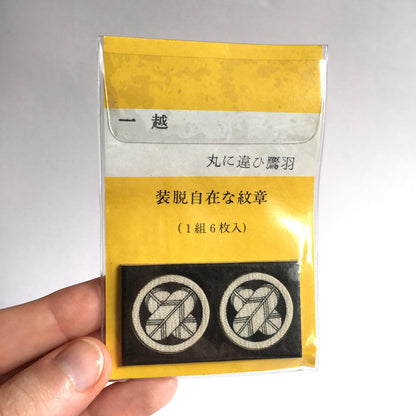 一越
丸に違ひ鷹羽
装脱自在な紋章
（1組6枚入）